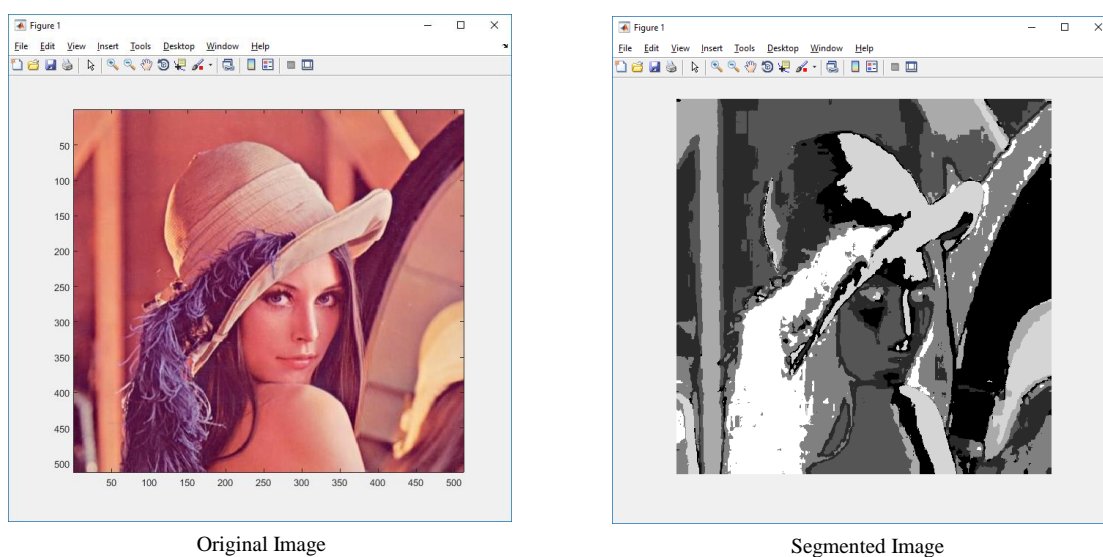 Figure 1
File Edit View Insert Tools Desktop Window Help
50
100
150
200
250
300
350
400
450
500
50 100 150 200 250 300 350 400 450 500
Original Image
Figure 1
File Edit View Insert Tools Desktop Window Help
Segmented Image